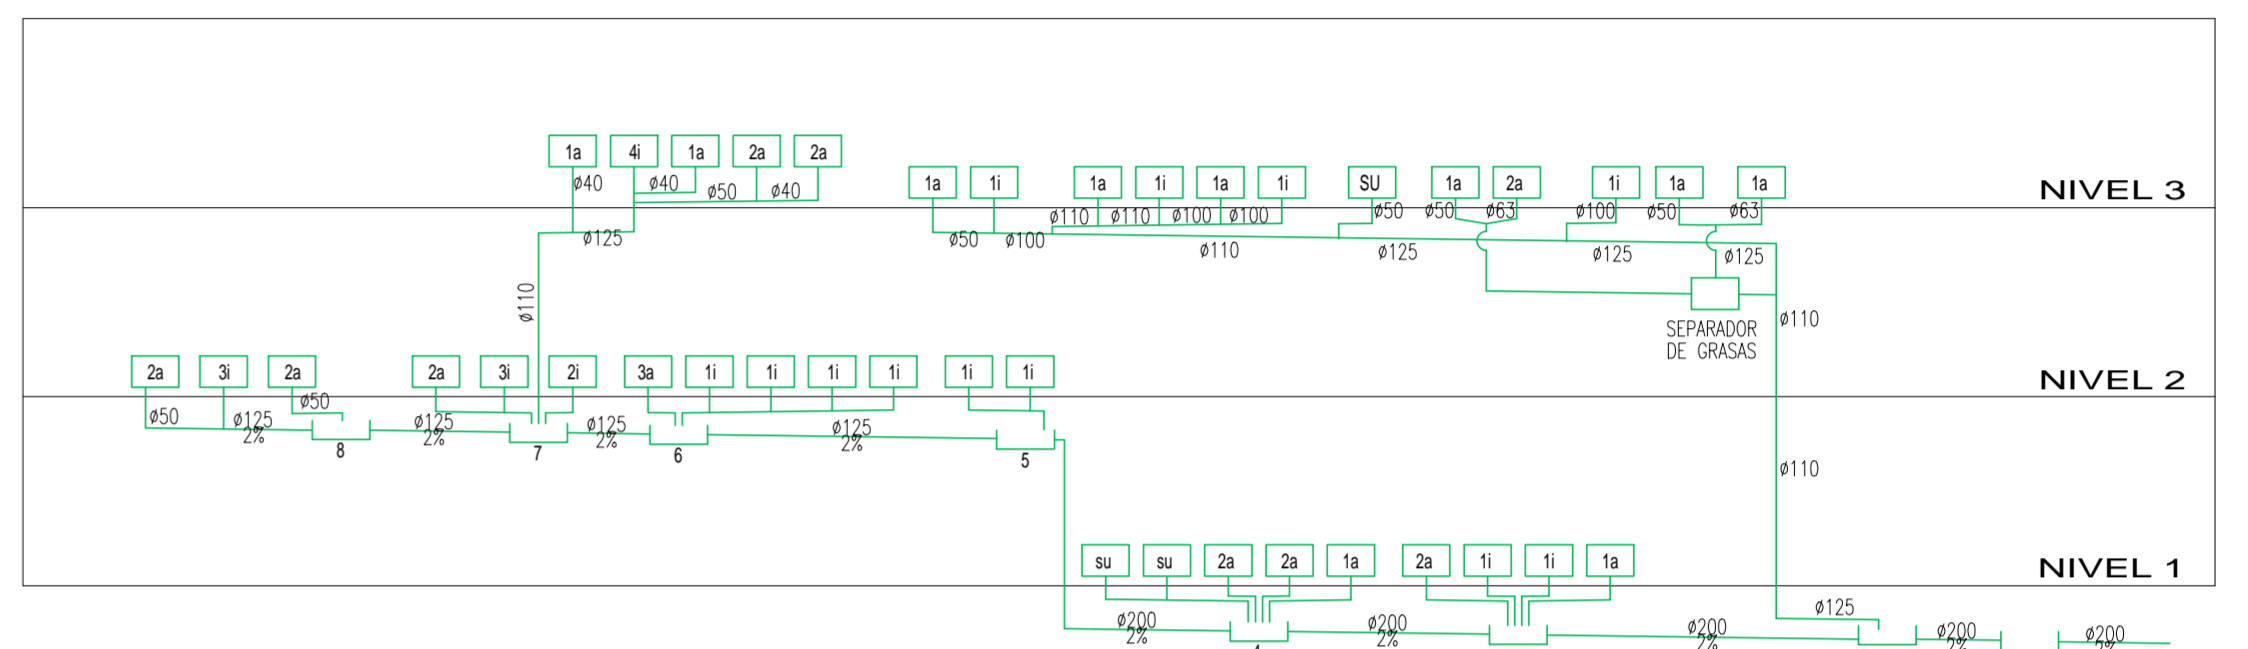 1a 4i 1a 2a 2a
1a 1i 1a 1i 1a 1i SU 1a 2a 1i 1a 1a
ø40 ø40 ø50 ø40
NIVEL 3
ø110 ø110 ø100 ø100 ø50 ø50 ø63 ø100 ø50 ø63
ø125 ø50 ø100 ø110 ø125 ø125 ø125
ø110
ø110
SEPARADOR
DE GRASAS
2a 3i 2a 2a 3i 2i 3a 1i 1i 1i 1i 1i 1i
NIVEL 2
ø50 ø125 ø50 ø125 ø125 ø125
2% 2% 2% 2%
8 7 6 5
ø110
su su 2a 2a 1a 2a 1i 1i 1a
NIVEL 1
ø125
ø200 ø200 ø200 ø200 ø200
2% 2% 2% 2% 2%